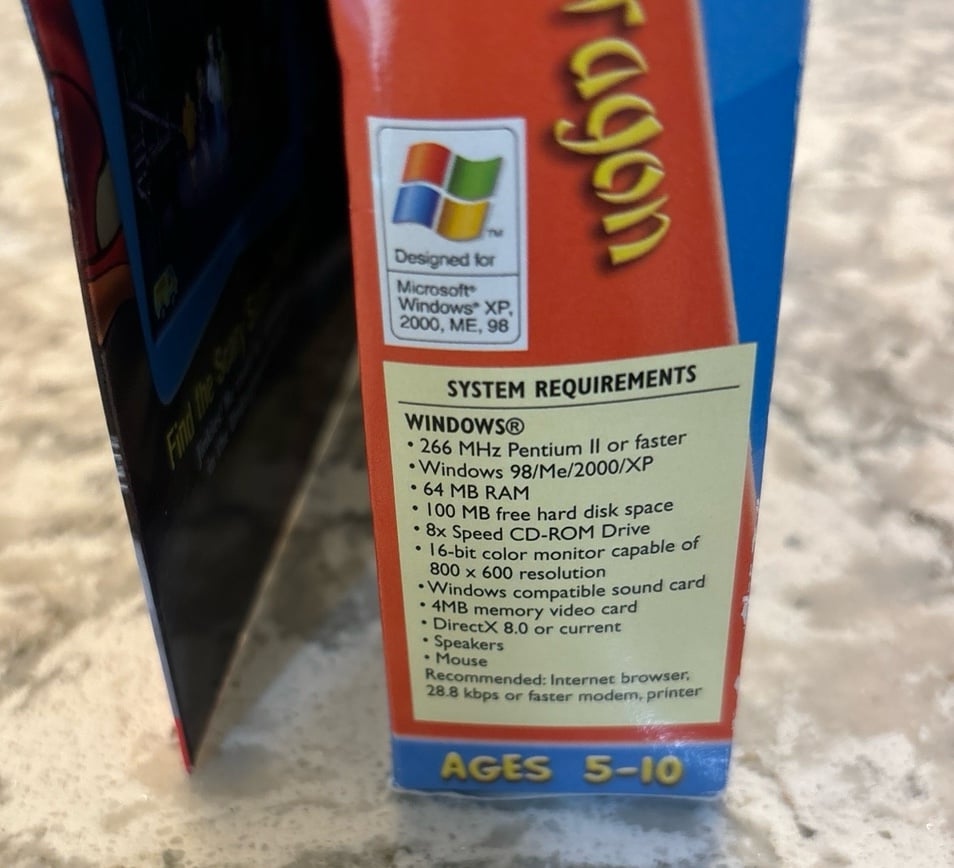 ragon
TM
Designed for
Microsoft®
Windows® XP,
2000, ME, 98
SYSTEM REQUIREMENTS
WINDOWS®
• 266 MHz Pentium II or faster
• Windows 98/Me/2000/XP
• 64 MB RAM
• 100 MB free hard disk space
• 8x Speed CD-ROM Drive
• 16-bit color monitor capable of
800 x 600 resolution
• Windows compatible sound card
• 4MB memory video card
• DirectX 8.0 or current
• Speakers
• Mouse
Recommended: Internet browser,
28.8 kbps or faster modem, printer
AGES 5-10
Find the